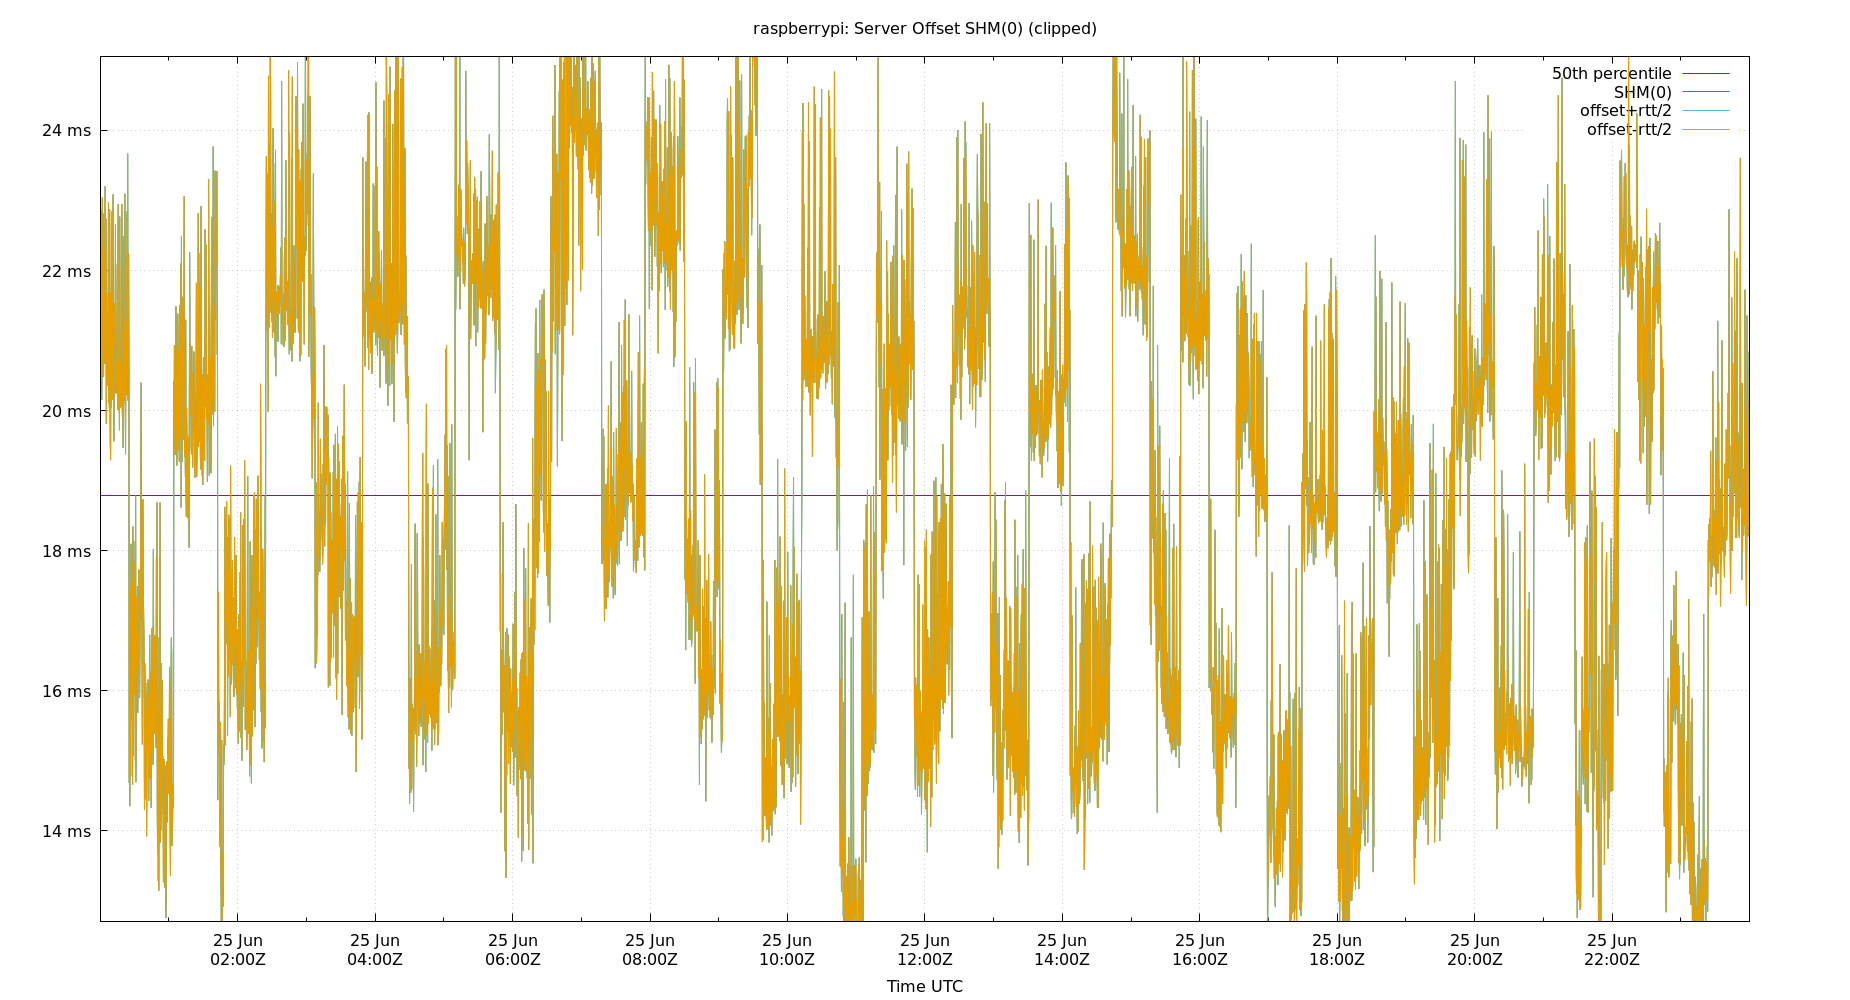 raspberrypi: Server Offset SHM(0) (clipped)
50th percentile
SHM(0)
offset+rtt/2
offset-rtt/2
24 ms
22 ms
20 ms
18 ms
16 ms
14 ms
25 Jun 25 Jun 25 Jun 25 Jun 25 Jun 25 Jun 25 Jun 25 Jun 25 Jun 25 Jun 25 Jun
02:00Z 04:00Z 06:00Z 08:00Z 10:00Z 12:00Z 14:00Z 16:00Z 18:00Z 20:00Z 22:00Z
Time UTC